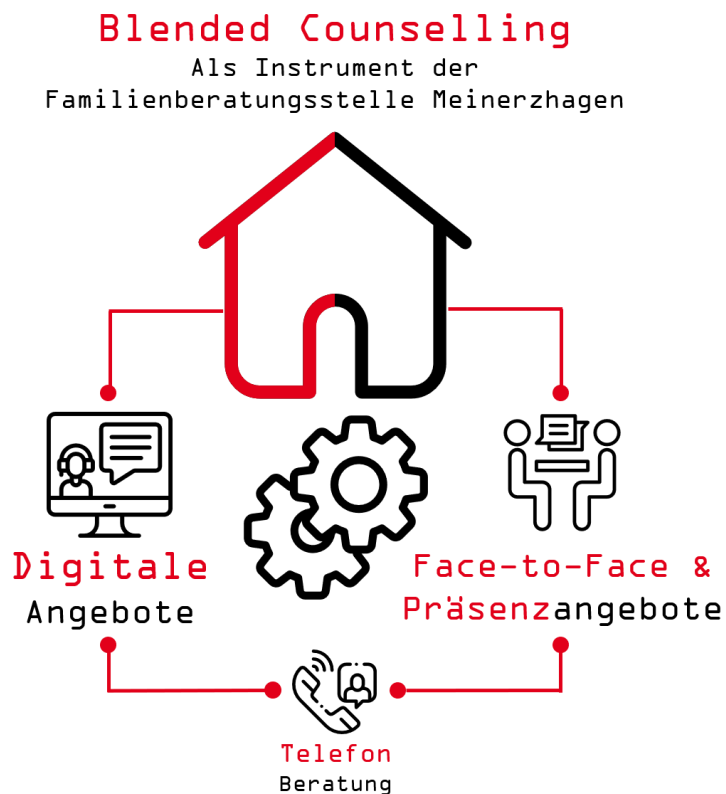 Blended Counselling
Als Instrument der
Familienberatungsstelle Meinerzhagen
Digitale
Angebote
Face-to-Face &
Präsenzangebote
Telefon
Beratung